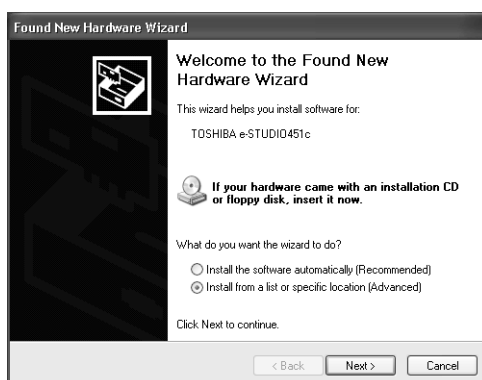 Found New Hardware Wizard
Welcome to the Found New
Hardware Wizard
This wizard helps you install software for:
TOSHIBA e-STUDIO451c
If your hardware came with an installation CD
or floppy disk, insert it now.
What do you want the wizard to do?
Install the software automatically (Recommended)
Install from a list or specific location (Advanced)
Click Next to continue.
< Back Next > Cancel